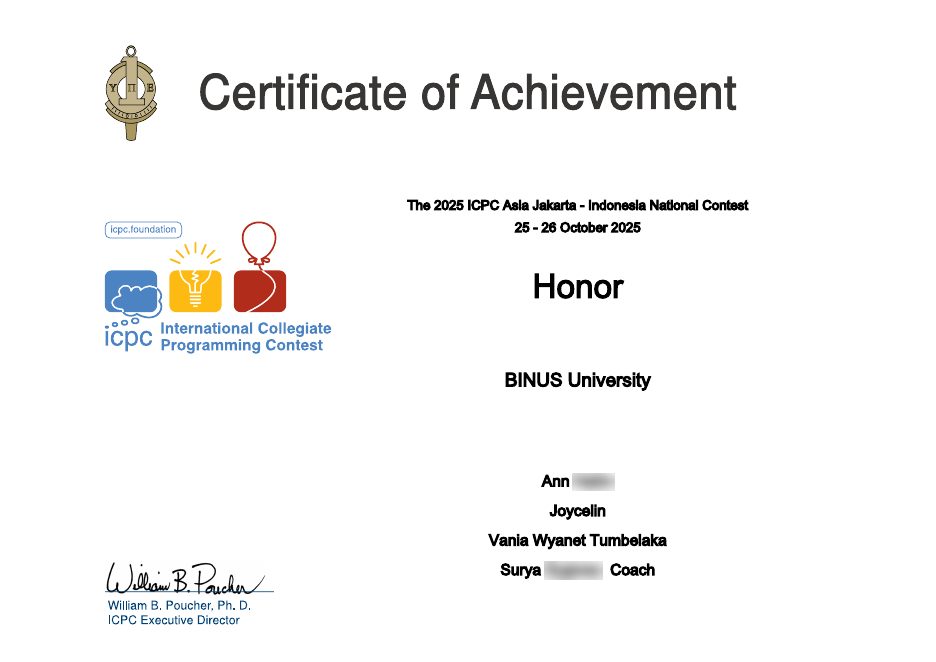 Certificate of Achievement
The 2025 ICPC Asia Jakarta - Indonesia National Contest
25 - 26 October 2025
Honor
BINUS University
icpc.foundation
icpc
International Collegiate
Programming Contest
Ann
Joycelin
Vania Wyanet Tumbelaka
Surya Coach
William B. Poucher
William B. Poucher, Ph. D.
ICPC Executive Director